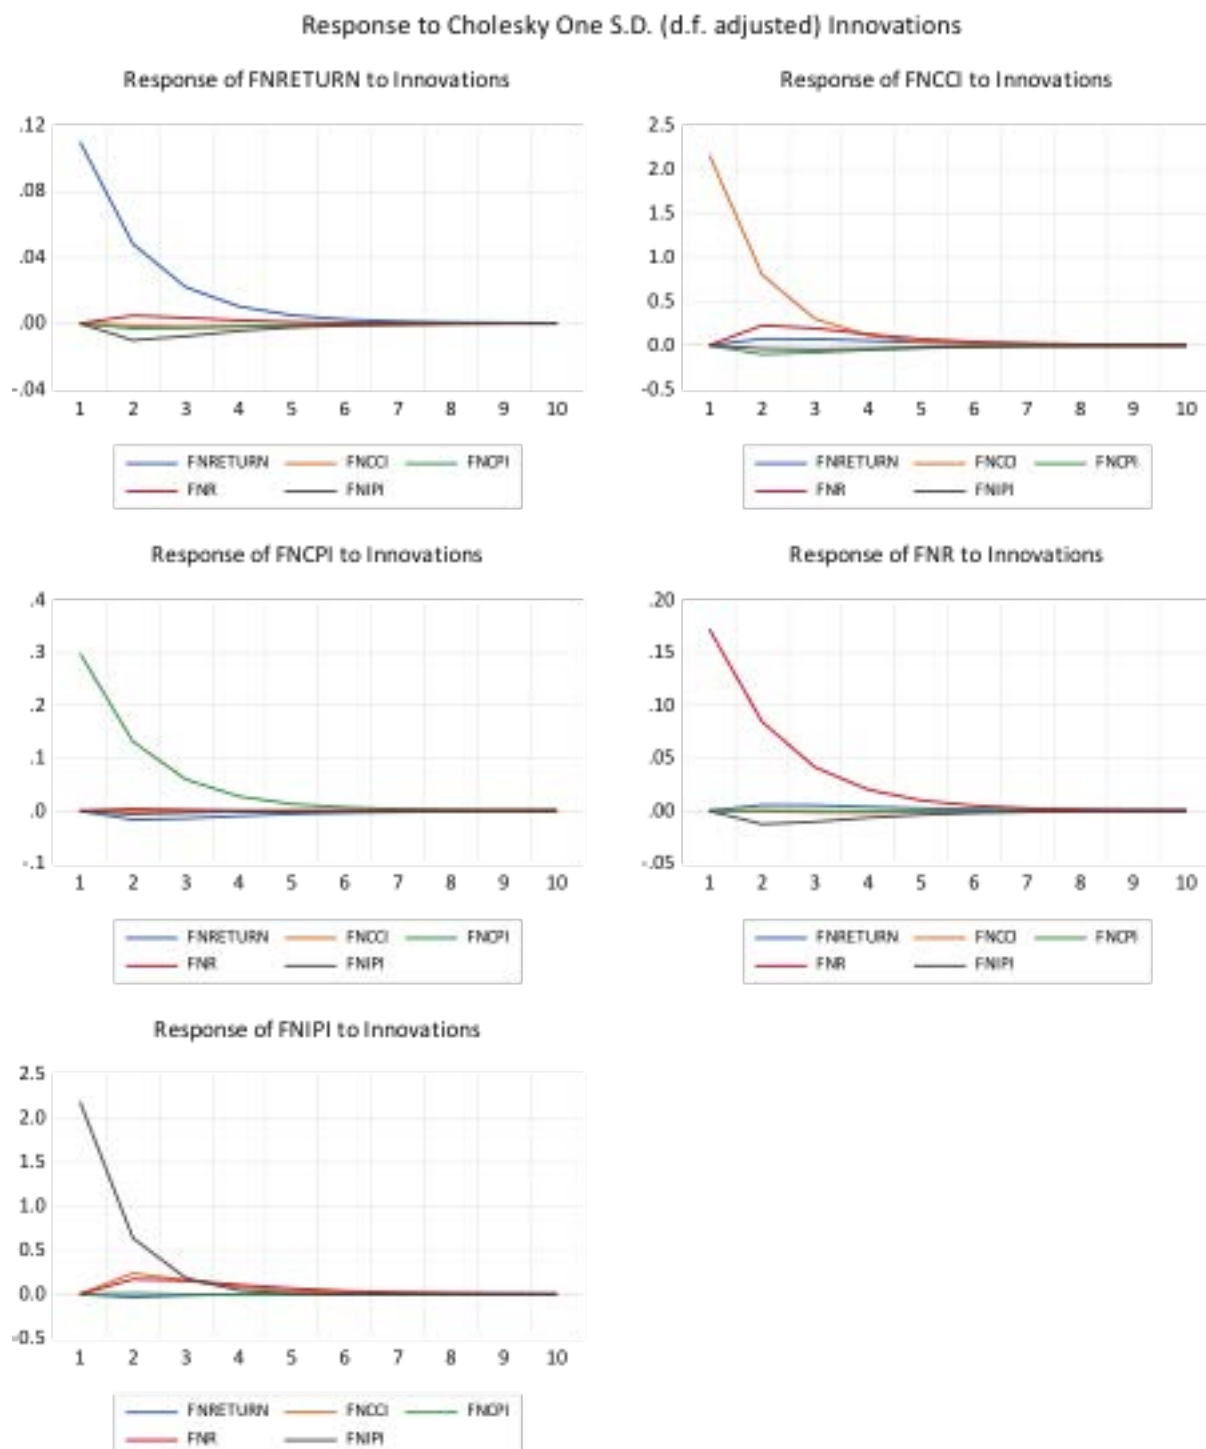 Response to Cholesky One S.D. (d.f. adjusted) Innovations
Response of FNRETURN to Innovations
.12
.08
.04
.00
-.04
1 2 3 4 5 6 7 8 9 10
FNRETURN FNCCI FNCPI
FNR FNIPI
Response of FNCCI to Innovations
2.5
2.0
1.5
1.0
0.5
0.0
-0.5
1 2 3 4 5 6 7 8 9 10
FNRETURN FNCCI FNCPI
FNR FNIPI
Response of FNCPI to Innovations
.4
.3
.2
.1
.0
-.1
1 2 3 4 5 6 7 8 9 10
FNRETURN FNCCI FNCPI
FNR FNIPI
Response of FNR to Innovations
.20
.15
.10
.05
.00
-.05
1 2 3 4 5 6 7 8 9 10
FNRETURN FNCCI FNCPI
FNR FNIPI
Response of FNIPI to Innovations
2.5
2.0
1.5
1.0
0.5
0.0
-0.5
1 2 3 4 5 6 7 8 9 10
FNRETURN FNCCI FNCPI
FNR FNIPI